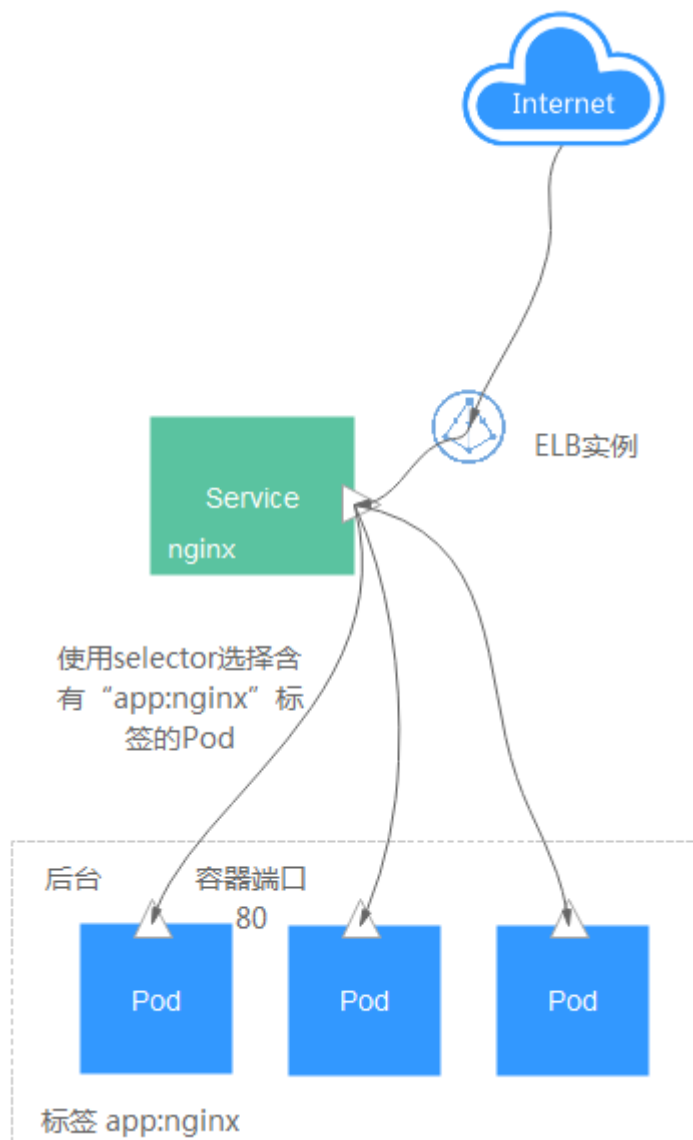 Internet
ELB实例
Service
nginx
使用selector选择含
有“app:nginx”标
签的Pod
后台
容器端口
80
Pod
Pod
Pod
标签 app:nginx